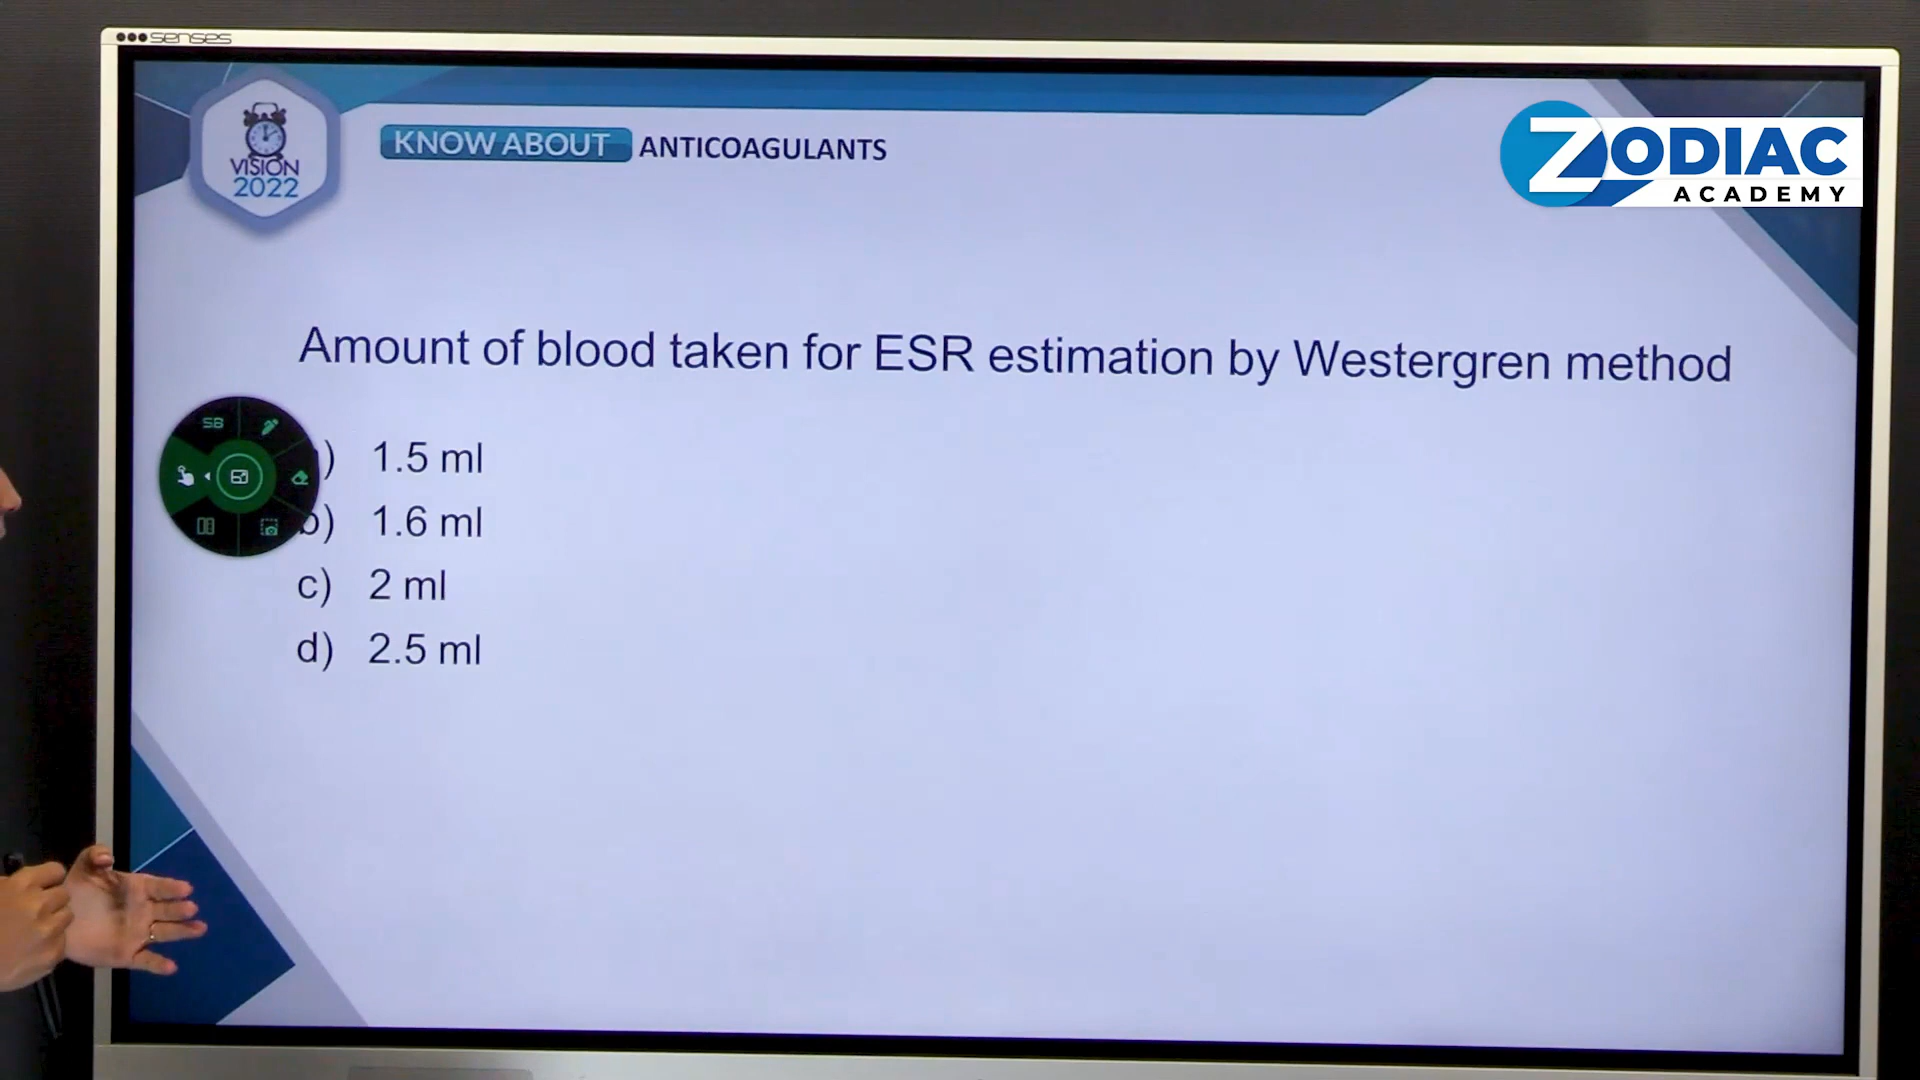 senses
VISION
2022
KNOW ABOUT ANTICOAGULANTS
ZODIAC
ACADEMY
Amount of blood taken for ESR estimation by Westergren method
58
) 1.5 ml
b) 1.6 ml
c) 2 ml
d) 2.5 ml